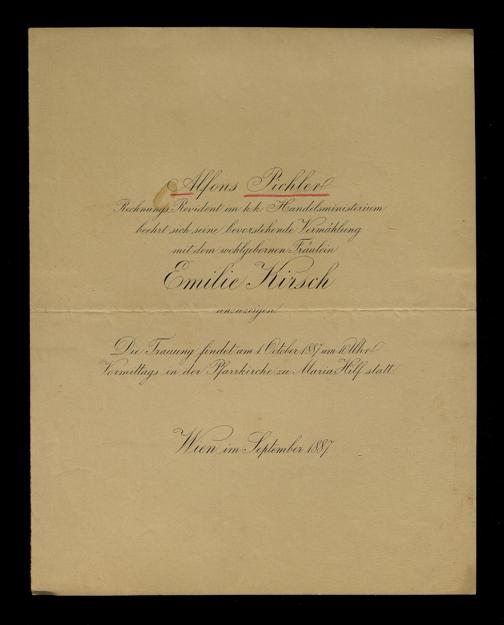 Alfons Pichler
Rechnungs Revident im k.k. Handelsministerium
beehrt sich seine bevorstehende Vermählung
mit dem wohlgebornen Fräulein
Emilie Kirsch
anzuzeigen.
Die Trauung findet am 1 October 1887 um 10 Uhr
Vormittags in der Pfarrkirche zu Maria Hilf statt.
Wien im September 1887